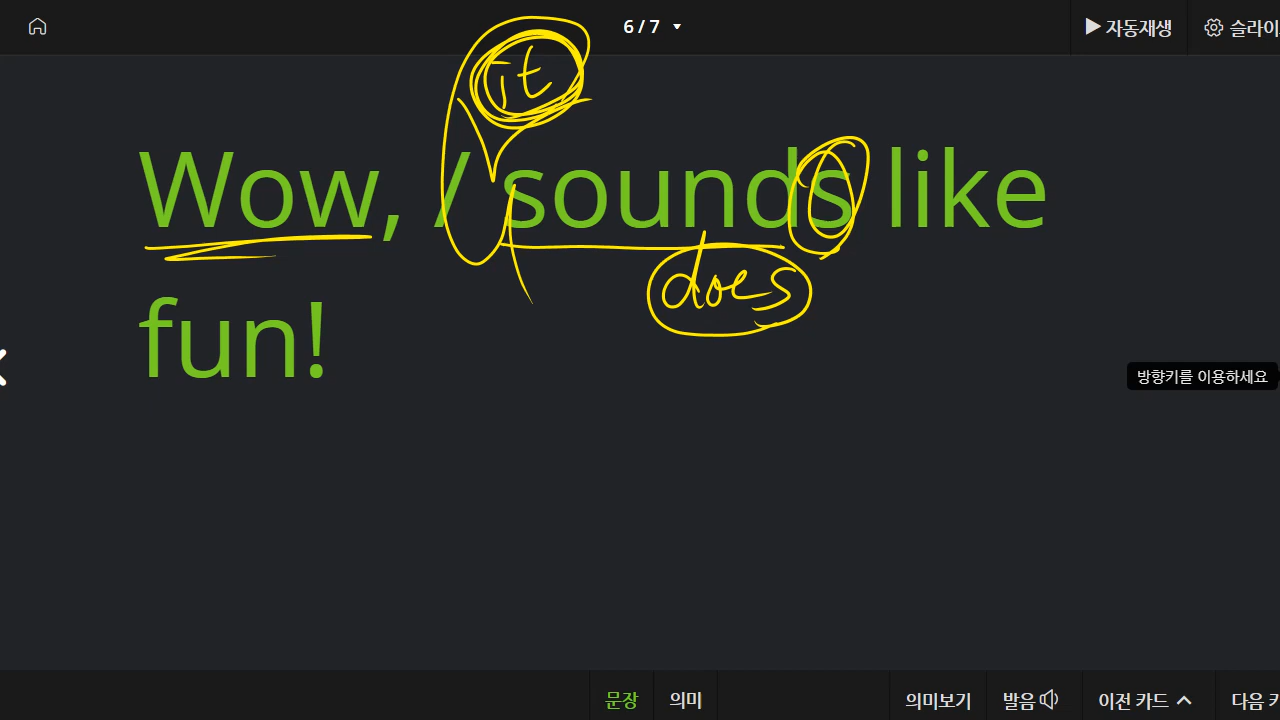 6 / 7
자동재생
슬라이
it
Wow, / sounds like
does
fun!
방향키를 이용하세요
문장
의미
의미보기
발음
이전 카드
다음